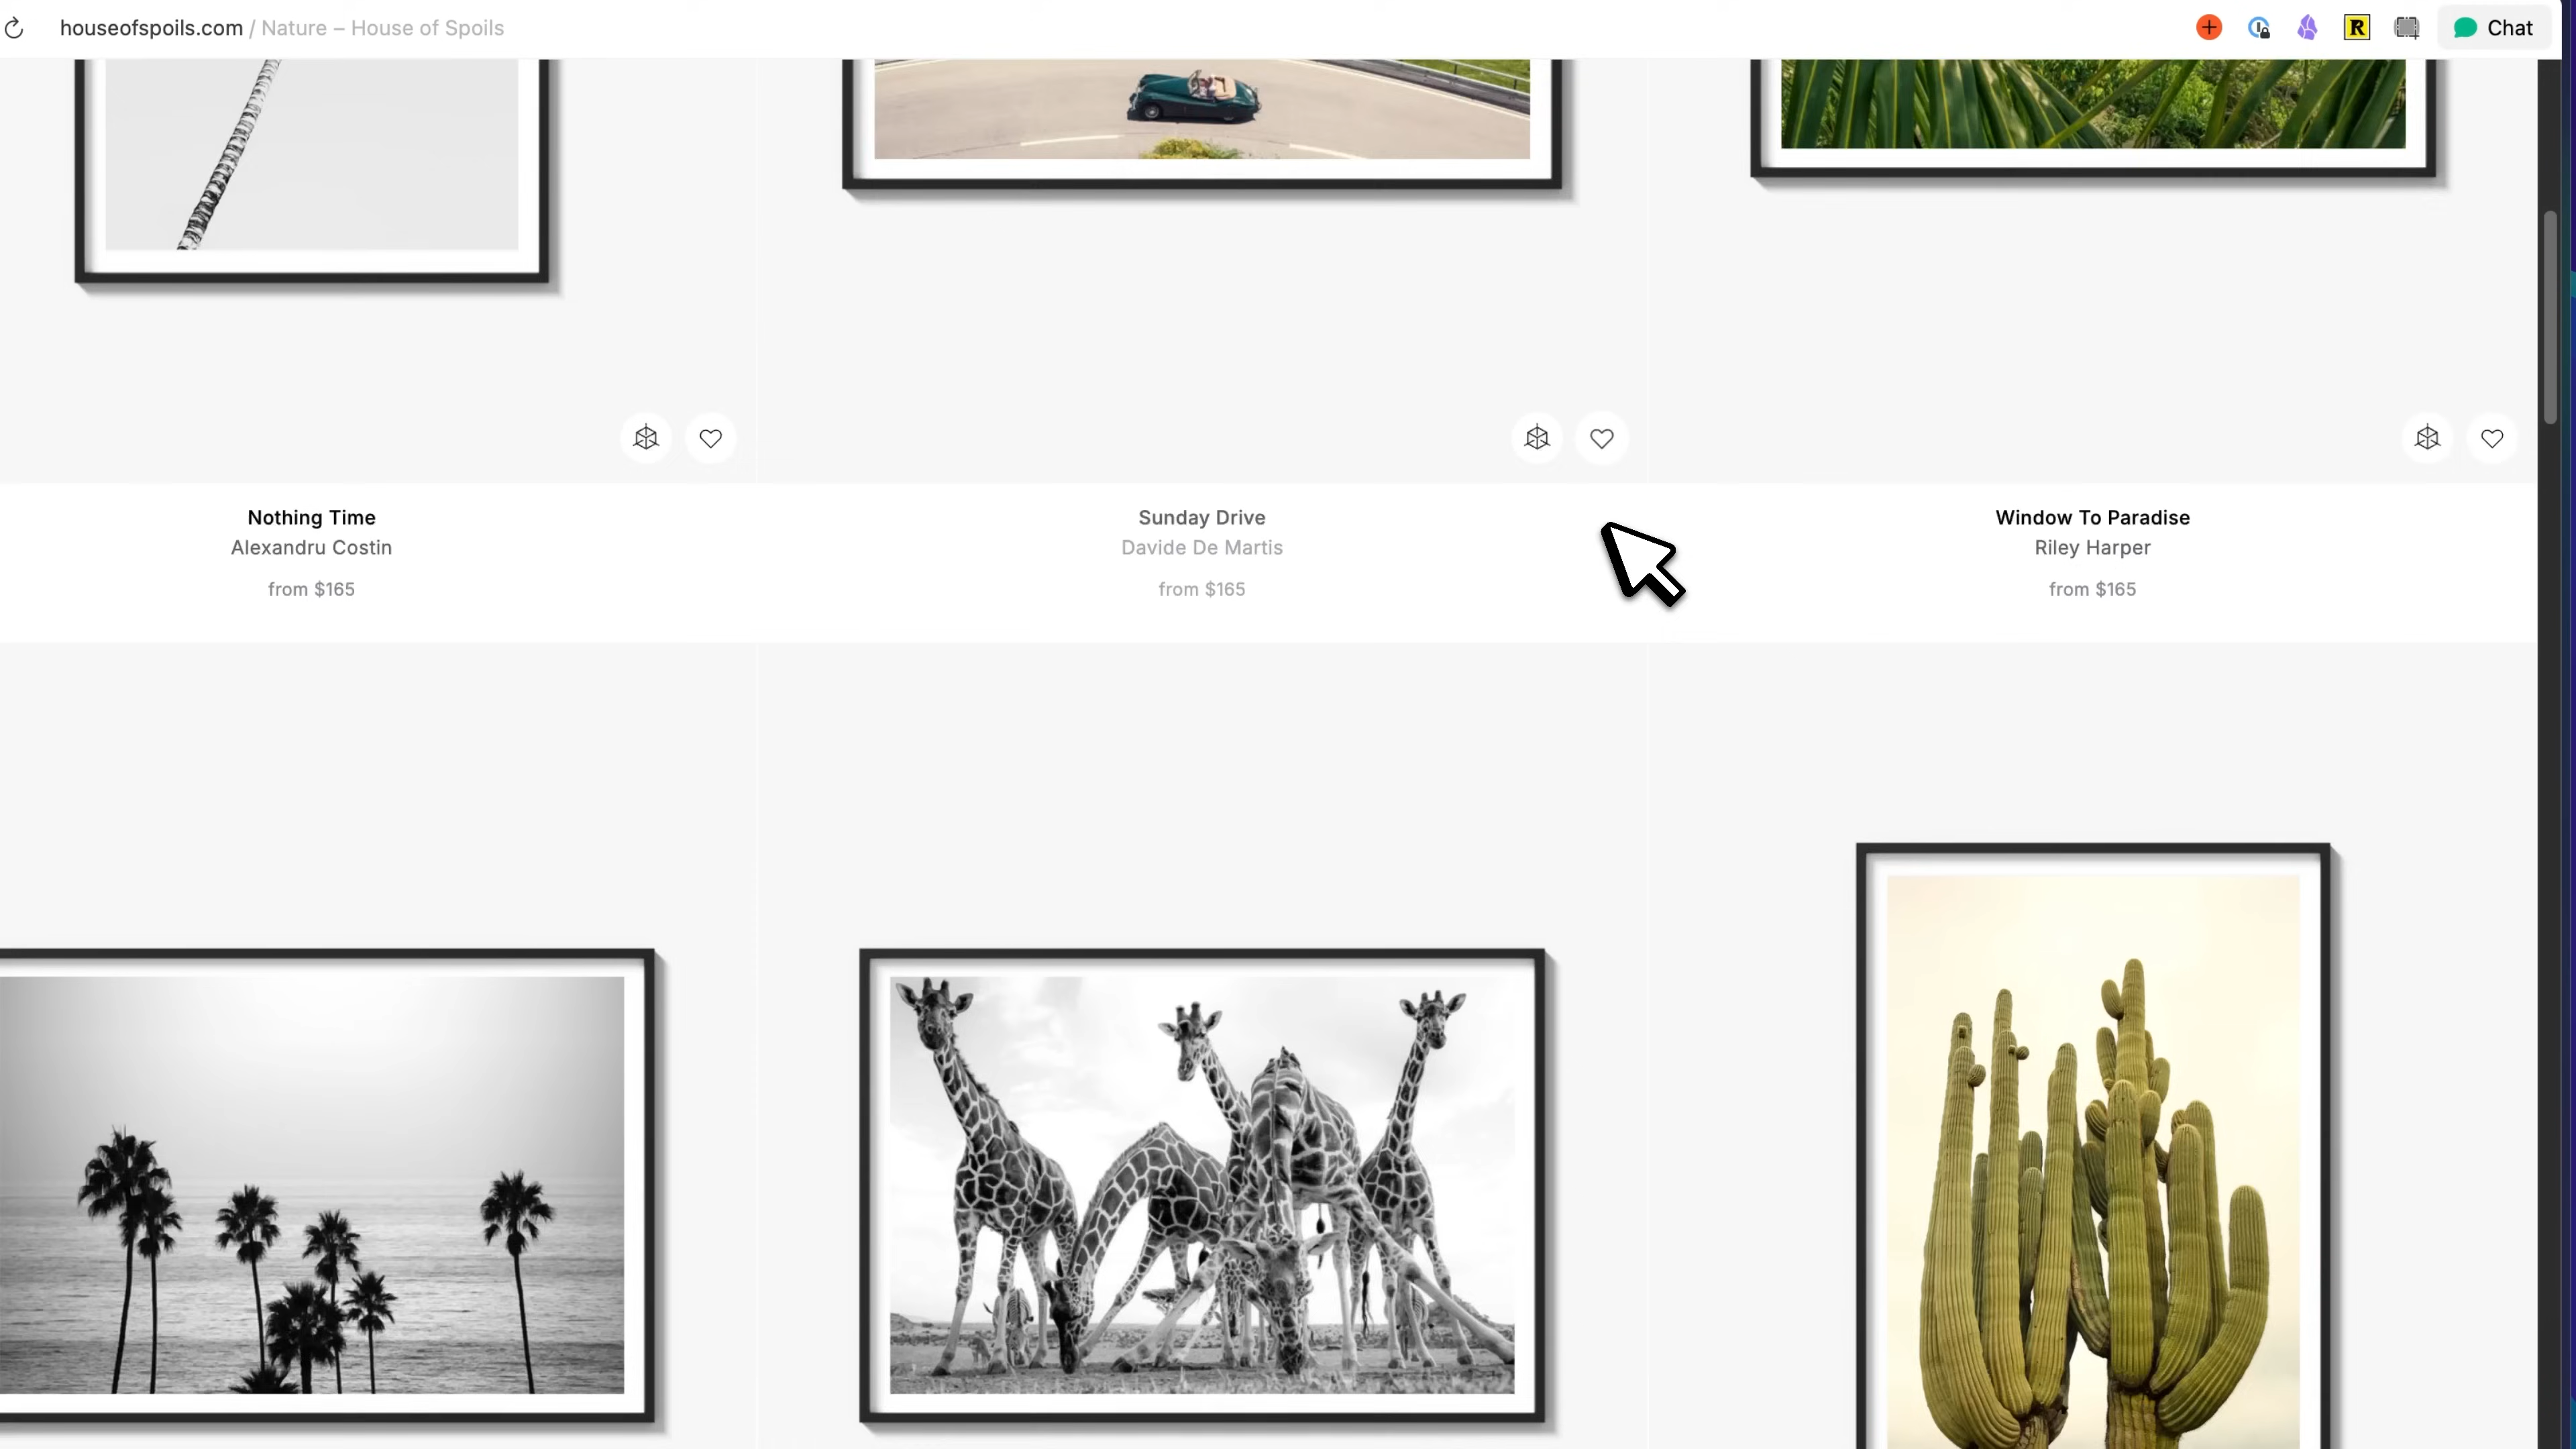 houseofspoils.com / Nature – House of Spoils
R
Chat
Nothing Time
Alexandru Costin
from $165
Sunday Drive
Davide De Martis
from $165
Window To Paradise
Riley Harper
from $165